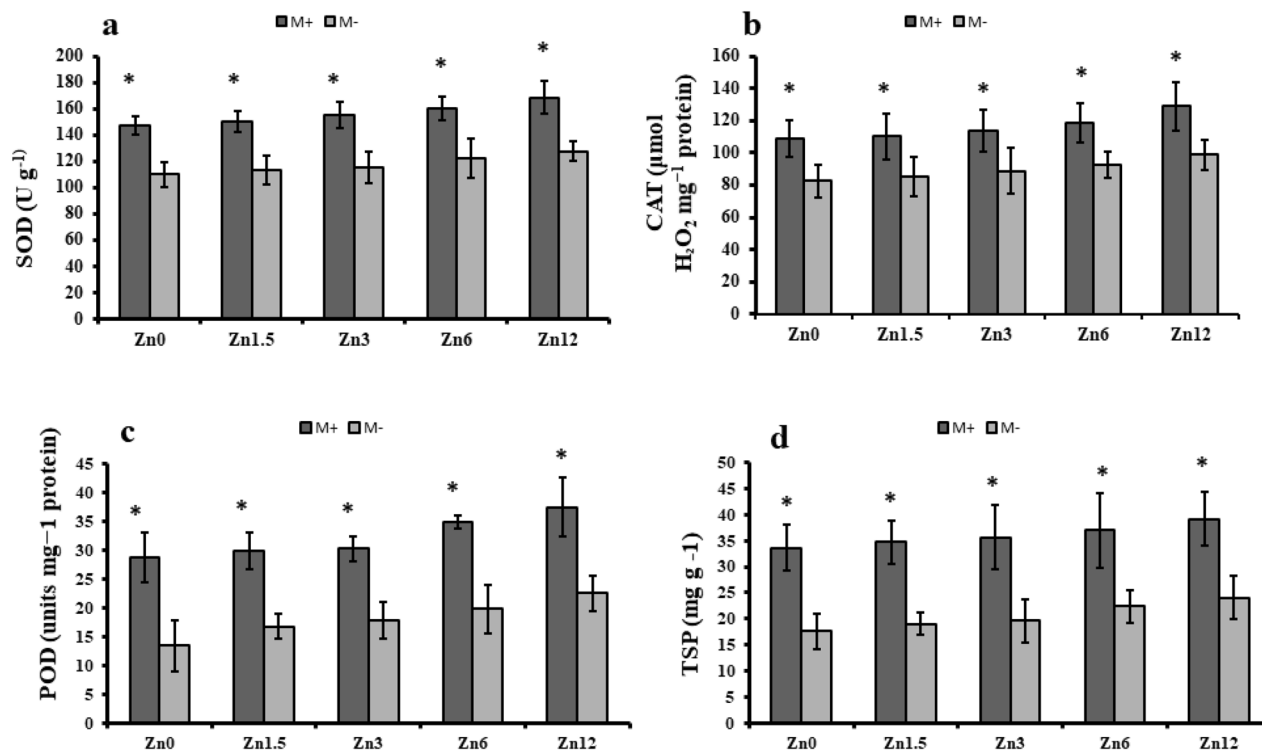 a
M+ M-
SOD (U g⁻¹)
200
180
160
140
120
100
80
60
40
20
0
* * * * *
Zn0 Zn1.5 Zn3 Zn6 Zn12
b
M+ M-
CAT (µmol
H₂O₂ mg⁻¹ protein)
160
140
120
100
80
60
40
20
0
* * * * *
Zn0 Zn1.5 Zn3 Zn6 Zn12
c
M+ M-
POD (units mg−1 protein)
45
40
35
30
25
20
15
10
5
0
* * * * *
Zn0 Zn1.5 Zn3 Zn6 Zn12
d
M+ M-
TSP (mg g -1)
50
45
40
35
30
25
20
15
10
5
0
* * * * *
Zn0 Zn1.5 Zn3 Zn6 Zn12